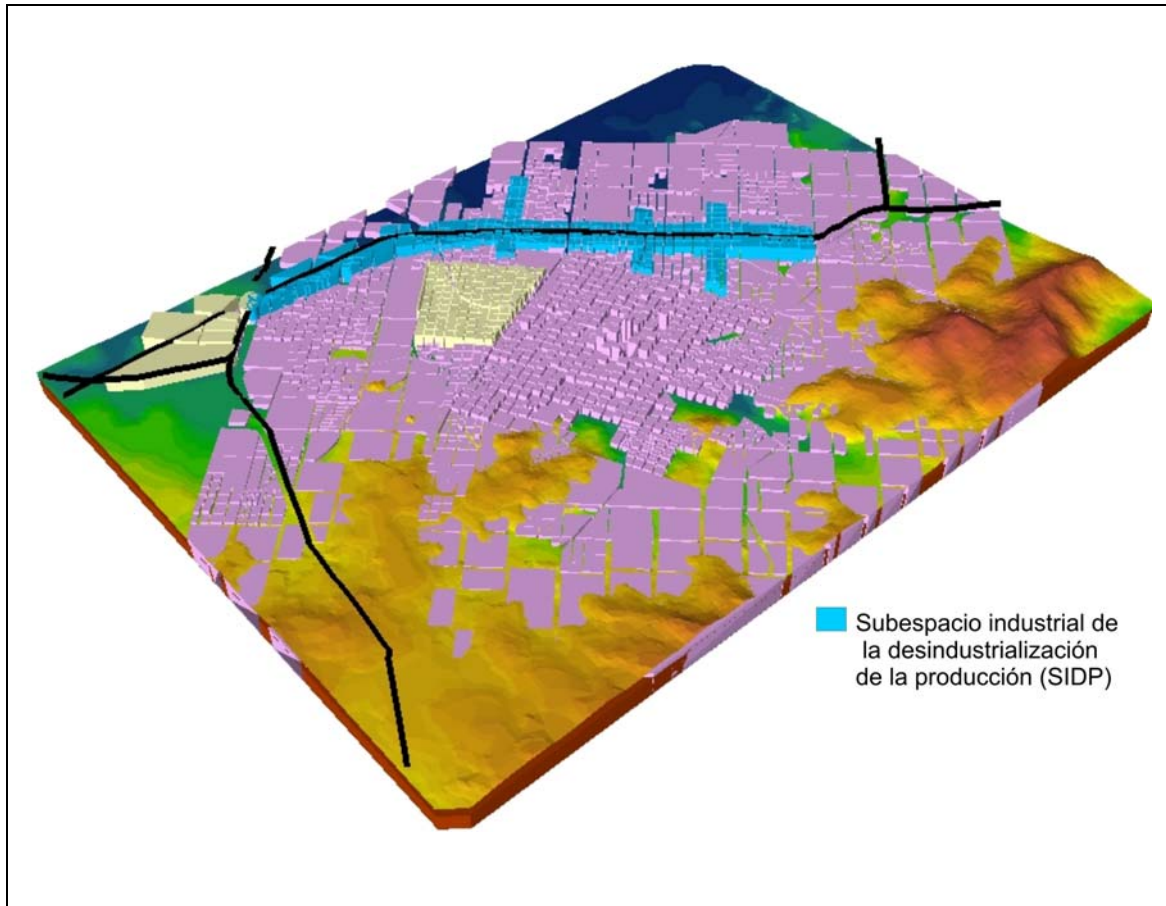 Subespacio industrial de
la desindustrialización
de la producción (SIDP)